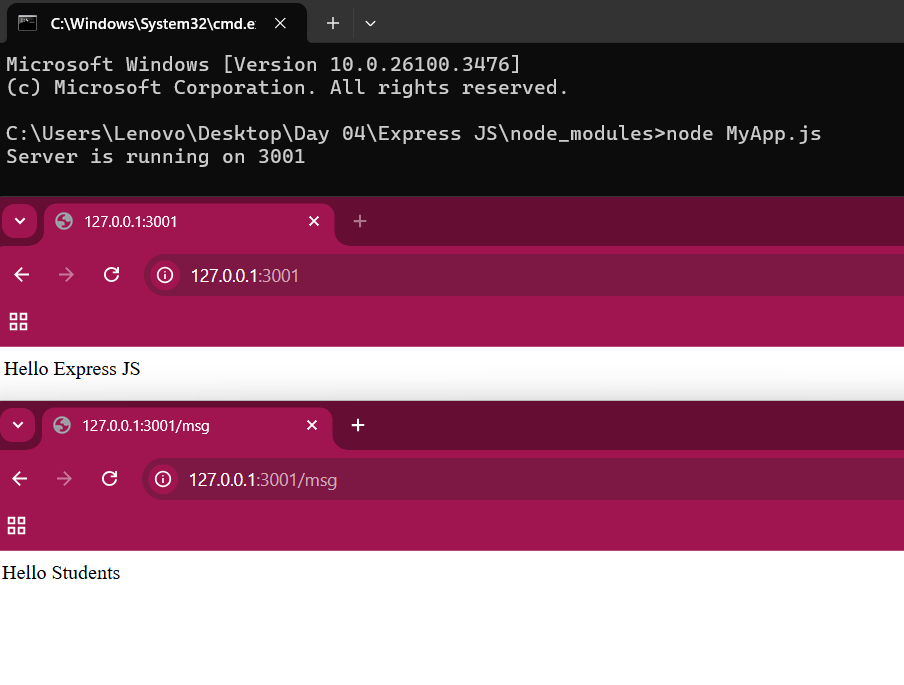 C:\Windows\System32\cmd.e
Microsoft Windows [Version 10.0.26100.3476]
(c) Microsoft Corporation. All rights reserved.
C:\Users\Lenovo\Desktop\Day 04\Express JS\node_modules>node MyApp.js
Server is running on 3001
127.0.0.1:3001
127.0.0.1:3001
Hello Express JS
127.0.0.1:3001/msg
127.0.0.1:3001/msg
Hello Students